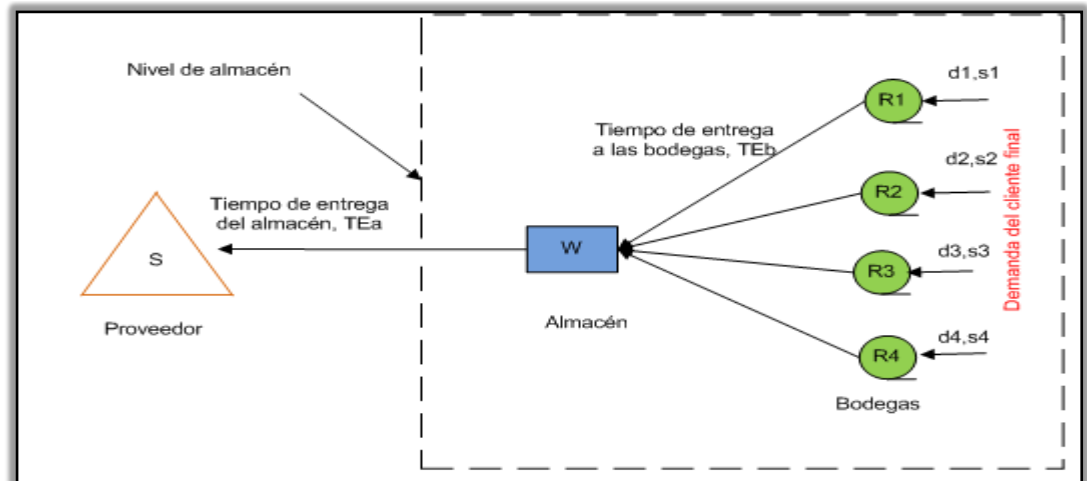 Nivel de almacén
Tiempo de entrega
del almacén, TEa
S
Proveedor
W
Almacén
Tiempo de entrega
a las bodegas, TEb
R1
d1,s1
R2
d2,s2
R3
d3,s3
R4
d4,s4
Bodegas
Demanda del cliente final